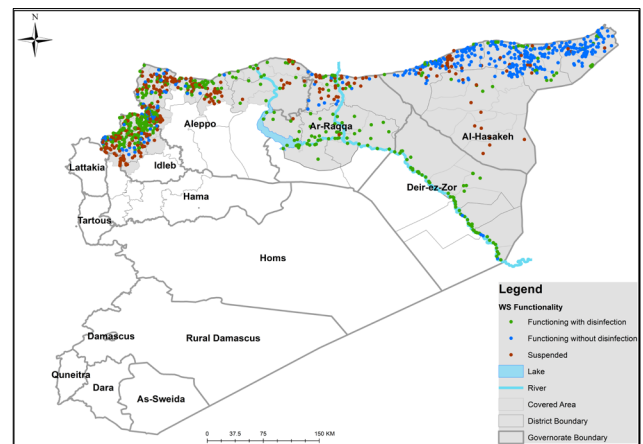 N
Aleppo
Ar-Raqqa
Al-Hasakeh
Lattakia
Idleb
Deir-ez-Zor
Hama
Tartous
Homs
Damascus
Rural Damascus
Quneitra
Dara
As-Sweida
0 37.5 75 150 KM
Legend
WS Functionality
Functioning with disinfection
Functioning without disinfection
Suspended
Lake
River
Covered Area
District Boundary
Governorate Boundary